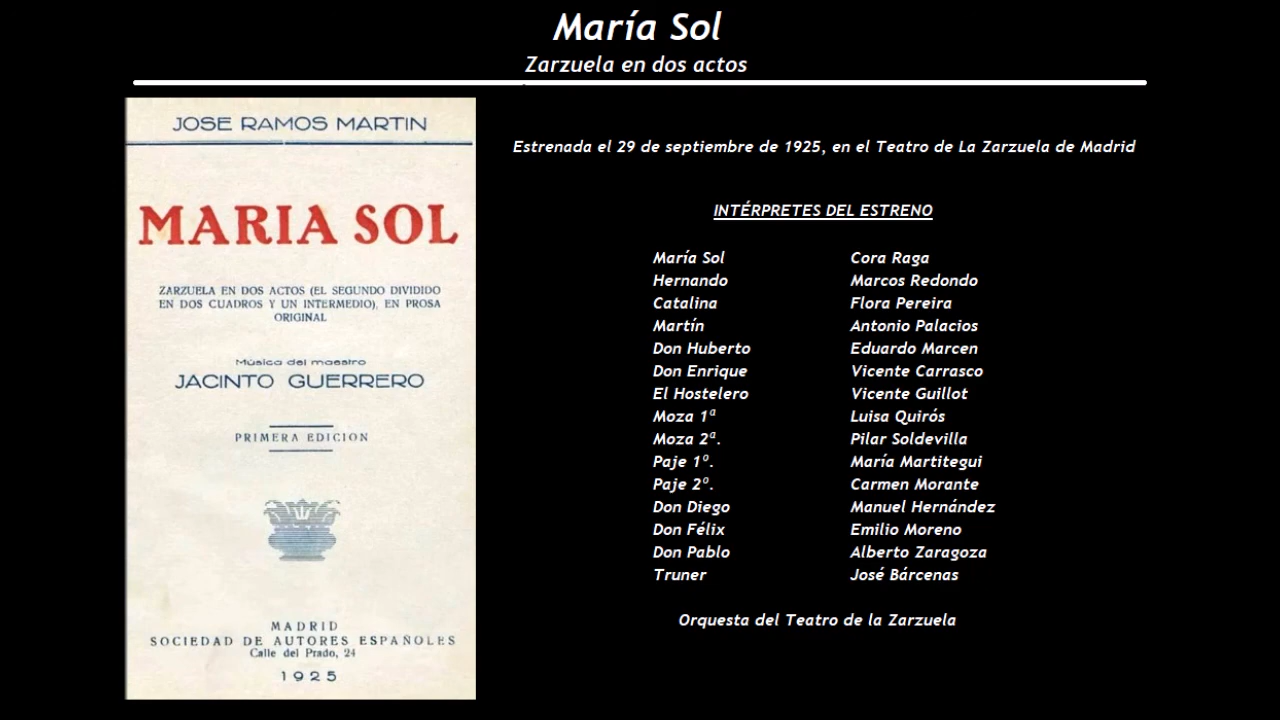 María Sol
Zarzuela en dos actos
JOSE RAMOS MARTIN
MARIA SOL
ZARZUELA EN DOS ACTOS (EL SEGUNDO DIVIDIDO
EN DOS CUADROS Y UN INTERMEDIO), EN PROSA
ORIGINAL
Música del maestro
JACINTO GUERRERO
PRIMERA EDICION
MADRID
SOCIEDAD DE AUTORES ESPAÑOLES
Calle del Prado, 24
1925
Estrenada el 29 de septiembre de 1925, en el Teatro de La Zarzuela de Madrid
INTÉRPRETES DEL ESTRENO
María Sol Cora Raga
Hernando Marcos Redondo
Catalina Flora Pereira
Martín Antonio Palacios
Don Huberto Eduardo Marcen
Don Enrique Vicente Carrasco
El Hostelero Vicente Guillot
Moza 1ª Luisa Quirós
Moza 2ª. Pilar Soldevilla
Paje 1º. María Martitegui
Paje 2º. Carmen Morante
Don Diego Manuel Hernández
Don Félix Emilio Moreno
Don Pablo Alberto Zaragoza
Truner José Bárcenas
Orquesta del Teatro de la Zarzuela